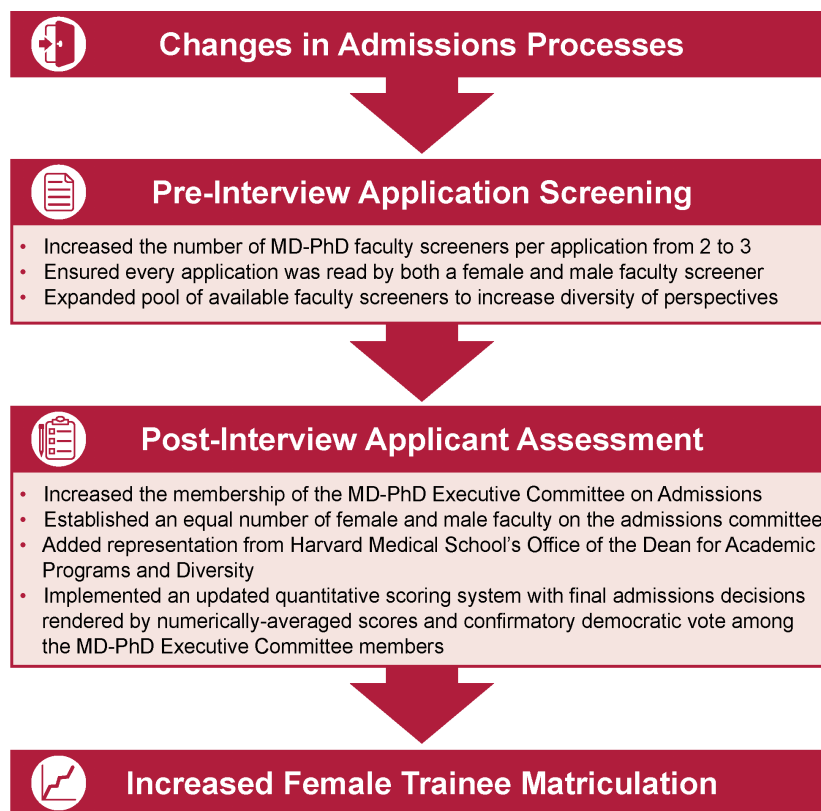 Changes in Admissions Processes
Pre-Interview Application Screening
• Increased the number of MD-PhD faculty screeners per application from 2 to 3
• Ensured every application was read by both a female and male faculty screener
• Expanded pool of available faculty screeners to increase diversity of perspectives
Post-Interview Applicant Assessment
• Increased the membership of the MD-PhD Executive Committee on Admissions
• Established an equal number of female and male faculty on the admissions committee
• Added representation from Harvard Medical School's Office of the Dean for Academic
Programs and Diversity
• Implemented an updated quantitative scoring system with final admissions decisions
rendered by numerically-averaged scores and confirmatory democratic vote among
the MD-PhD Executive Committee members
Increased Female Trainee Matriculation